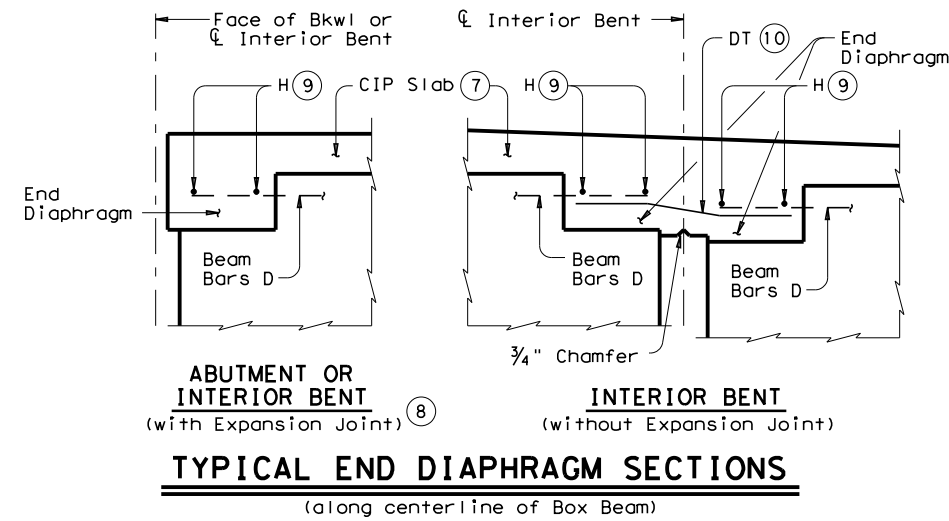 Face of Bkwl or
℄ Interior Bent
℄ Interior Bent
DT 10
End
Diaphragm
H 9
CIP Slab 7
H 9
H 9
End
Diaphragm
Beam
Bars D
Beam
Bars D
Beam
Bars D
3/4" Chamfer
ABUTMENT OR
INTERIOR BENT
(with Expansion Joint) 8
INTERIOR BENT
(without Expansion Joint)
TYPICAL END DIAPHRAGM SECTIONS
(along centerline of Box Beam)